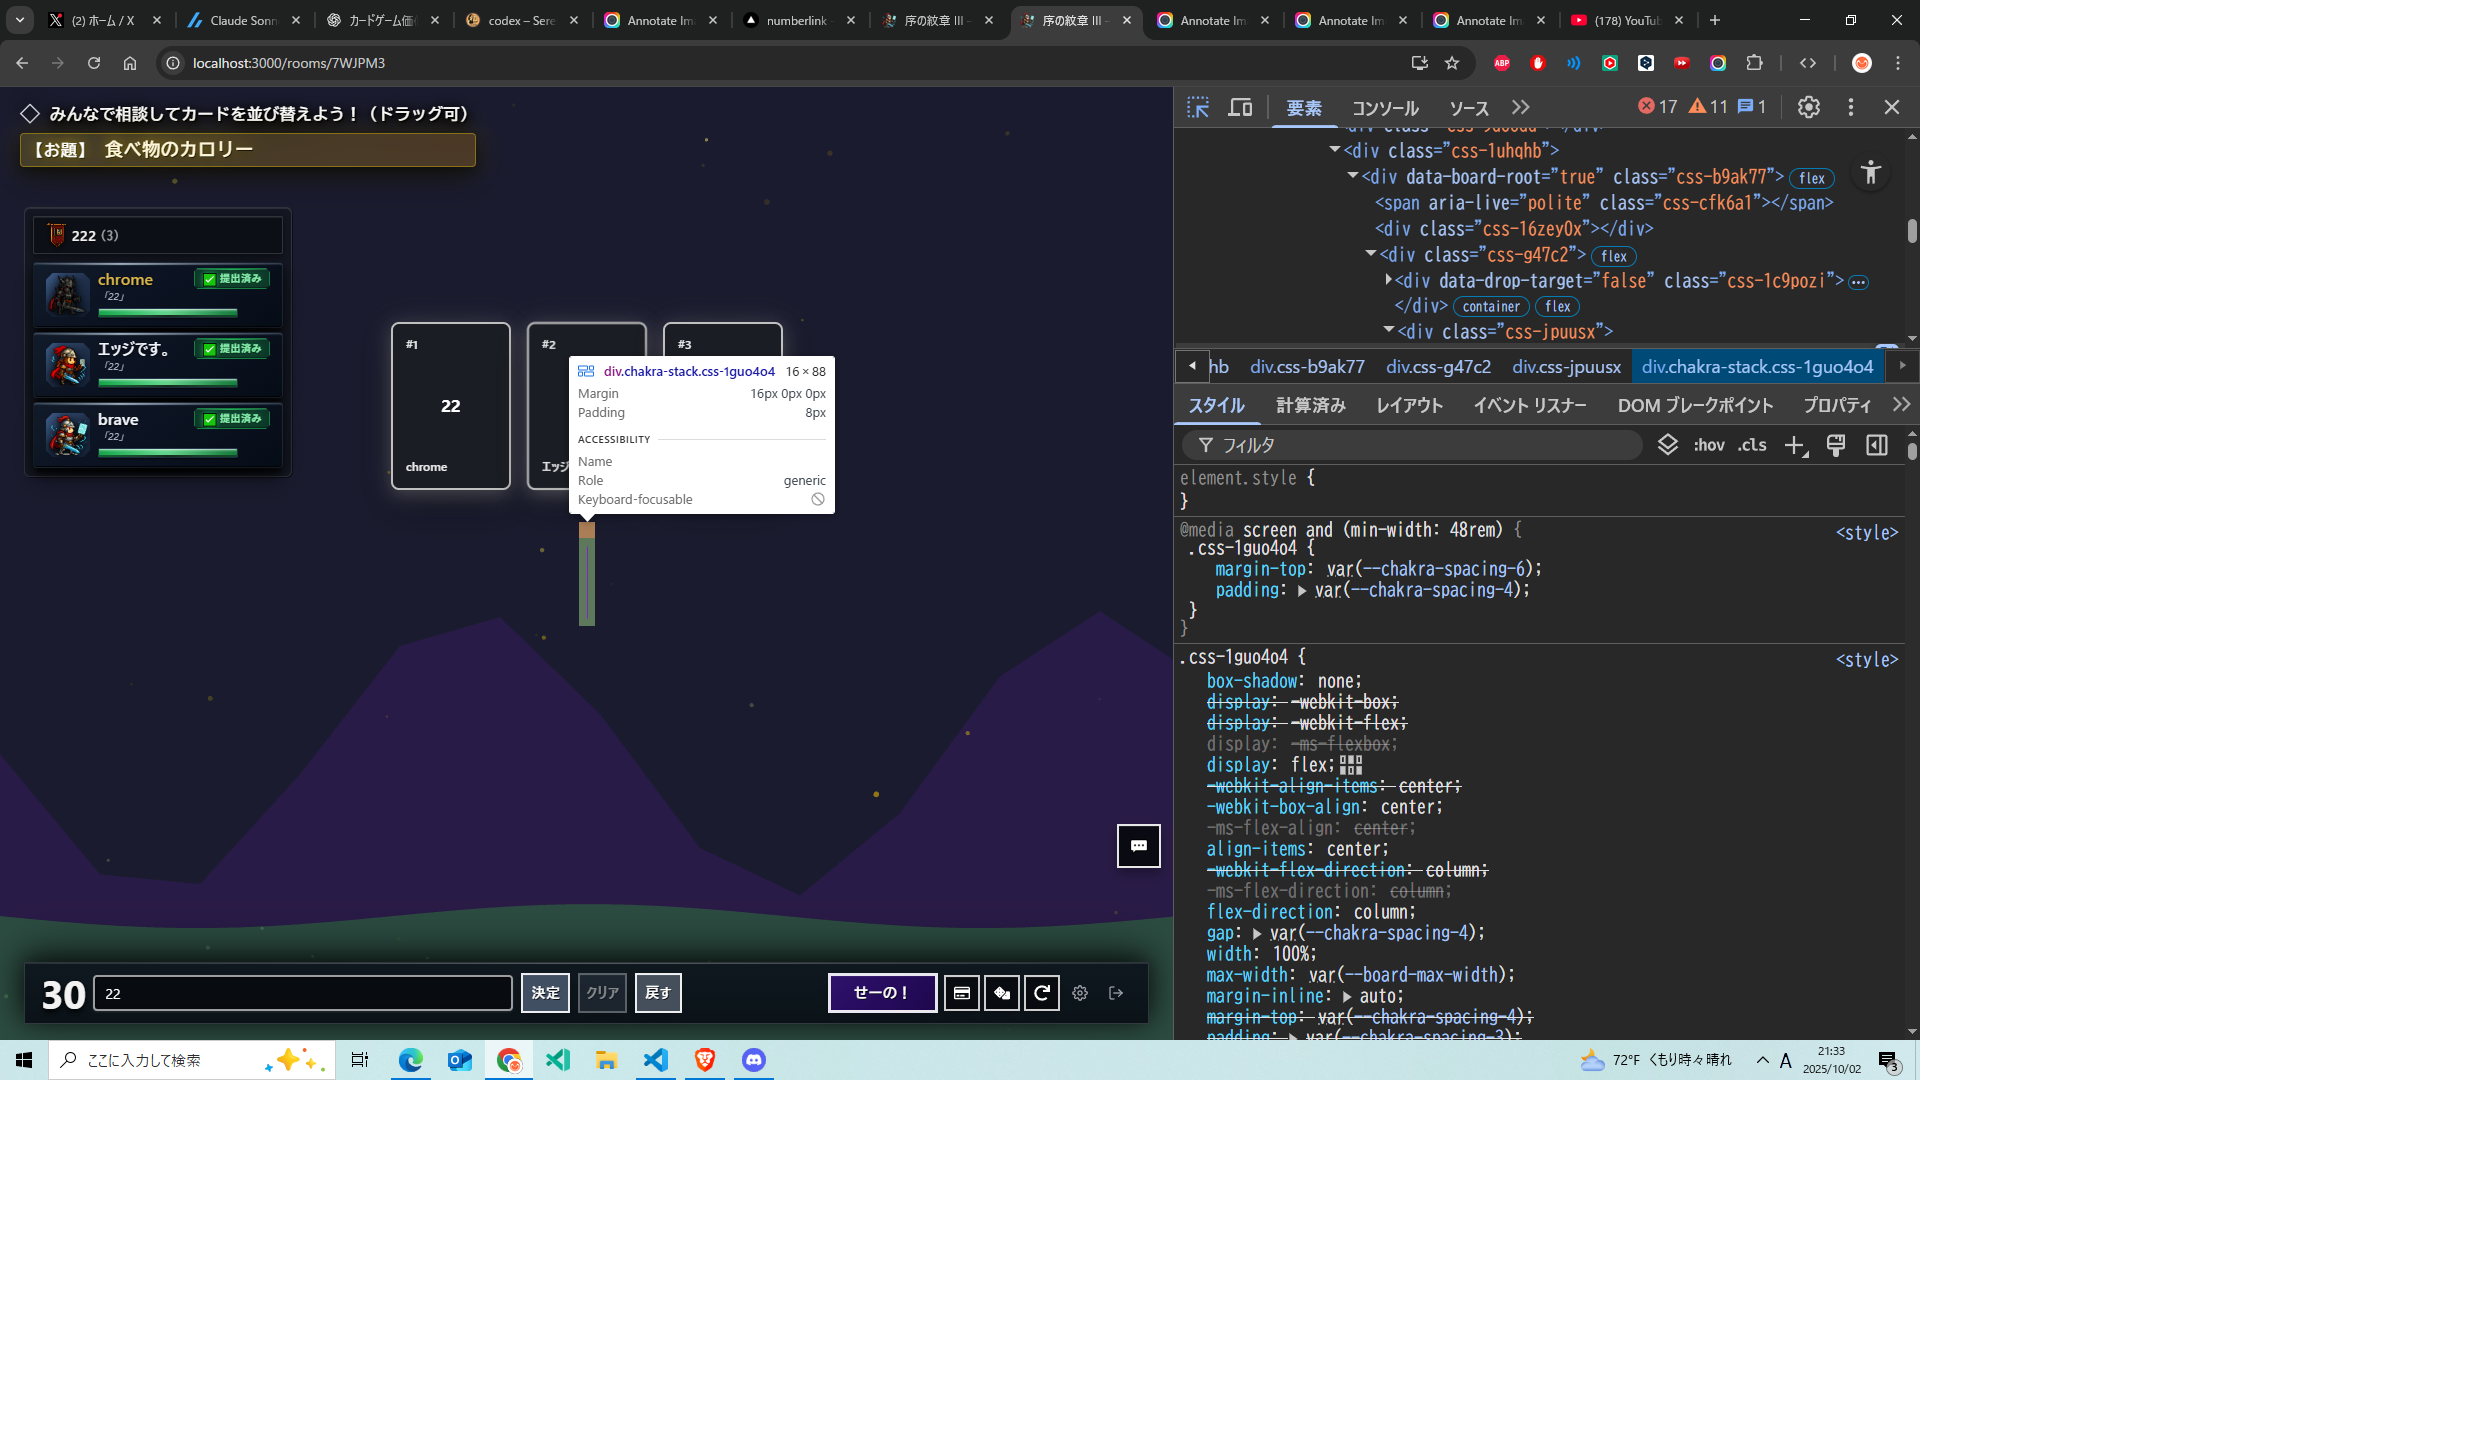 (2) ホーム / X
Claude Sonn
カードゲーム価
codex – Sere
Annotate Im
numberlink
序の紋章 III -
序の紋章 III -
Annotate Im
Annotate Im
Annotate Im
(178) YouTub
localhost:3000/rooms/7WJPM3
ABP
みんなで相談してカードを並び替えよう！（ドラッグ可）
【お題】 食べ物のカロリー
222 (3)
chrome
提出済み
「22」
エッジです。
提出済み
「22」
brave
提出済み
「22」
#1
22
chrome
#2
エッジ
#3
div.chakra-stack.css-1guo4o4 16 × 88
Margin 16px 0px 0px
Padding 8px
ACCESSIBILITY
Name
Role generic
Keyboard-focusable
30
22
決定
クリア
戻す
せーの！
要素
コンソール
ソース
17
11
1
<div class="css-1uhqhb">
<div data-board-root="true" class="css-b9ak77"> flex
<span aria-live="polite" class="css-cfk6a1"></span>
<div class="css-16zey0x"></div>
<div class="css-g47c2"> flex
<div data-drop-target="false" class="css-1c9pozi"> …
</div> container flex
<div class="css-jpuusx">
hb div.css-b9ak77 div.css-g47c2 div.css-jpuusx div.chakra-stack.css-1guo4o4
スタイル 計算済み レイアウト イベント リスナー DOM ブレークポイント プロパティ
フィルタ
:hov .cls
element.style {
}
@media screen and (min-width: 48rem) {
<style>
.css-1guo4o4 {
margin-top: var(--chakra-spacing-6);
padding: var(--chakra-spacing-4);
}
}
.css-1guo4o4 {
<style>
box-shadow: none;
display: -webkit-box;
display: -webkit-flex;
display: -ms-flexbox;
display: flex;
-webkit-align-items: center;
-webkit-box-align: center;
-ms-flex-align: center;
align-items: center;
-webkit-flex-direction: column;
-ms-flex-direction: column;
flex-direction: column;
gap: var(--chakra-spacing-4);
width: 100%;
max-width: var(--board-max-width);
margin-inline: auto;
margin-top: var(--chakra-spacing-4);
padding: var(--chakra-spacing-3);
ここに入力して検索
72°F くもり時々晴れ
A
21:33
2025/10/02
3